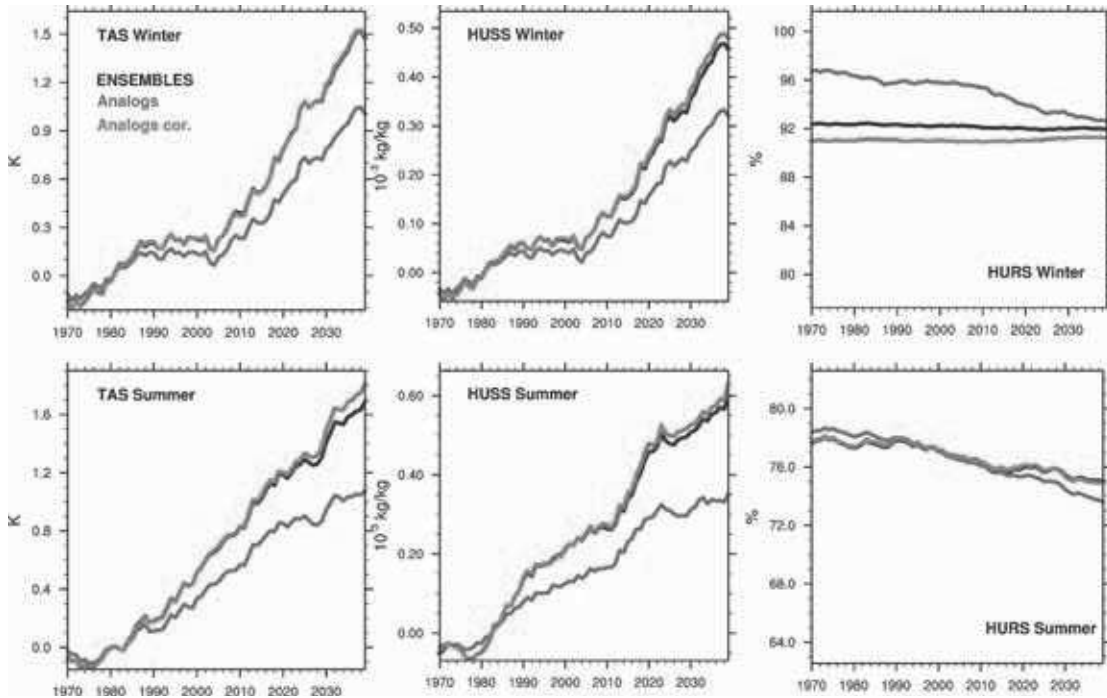 TAS Winter
ENSEMBLES
Analogs
Analogs cor.
K
1.5
1.2
0.9
0.6
0.3
0.0
1970 1980 1990 2000 2010 2020 2030
HUSS Winter
10⁻³ kg/kg
0.50
0.40
0.30
0.20
0.10
0.00
1970 1980 1990 2000 2010 2020 2030
HURS Winter
%
100
96
92
88
84
80
1970 1980 1990 2000 2010 2020 2030
TAS Summer
K
1.6
1.2
0.8
0.4
0.0
1970 1980 1990 2000 2010 2020 2030
HUSS Summer
kg/kg
0.60
0.40
0.20
0.00
1970 1980 1990 2000 2010 2020 2030
HURS Summer
%
80.0
76.0
72.0
68.0
64.0
1970 1980 1990 2000 2010 2020 2030